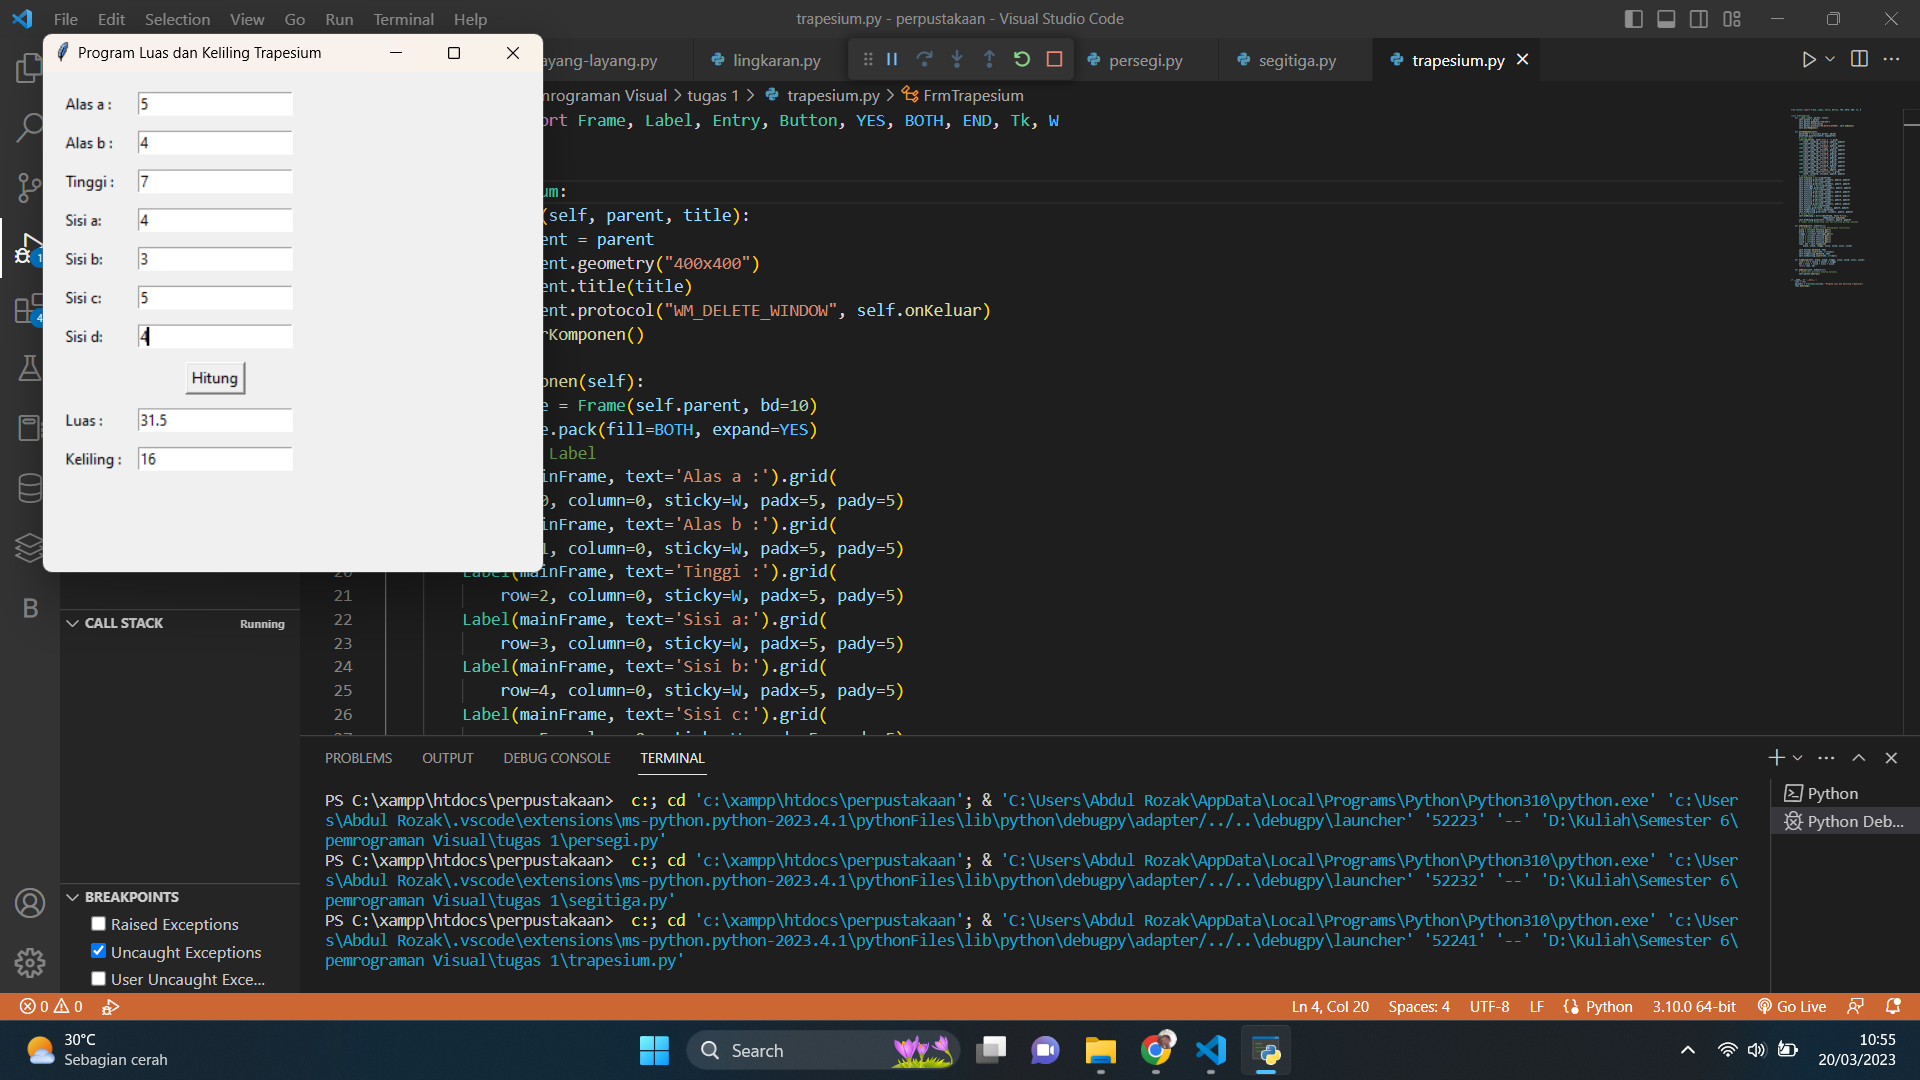 File Edit Selection View Go Run Terminal Help
trapesium.py - perpustakaan - Visual Studio Code
Program Luas dan Keliling Trapesium
ayang-layang.py
lingkaran.py
persegi.py
segitiga.py
trapesium.py
mrograman Visual > tugas 1 > trapesium.py > FrmTrapesium
Alas a : 5
Alas b : 4
Tinggi : 7
Sisi a: 4
Sisi b: 3
Sisi c: 5
Sisi d: 4
Hitung
Luas : 31.5
Keliling : 16
ort Frame, Label, Entry, Button, YES, BOTH, END, Tk, W
um:
(self, parent, title):
ent = parent
ent.geometry("400x400")
ent.title(title)
ent.protocol("WM_DELETE_WINDOW", self.onKeluar)
rKomponen()
onen(self):
e = Frame(self.parent, bd=10)
e.pack(fill=BOTH, expand=YES)
Label
inFrame, text='Alas a :').grid(
0, column=0, sticky=W, padx=5, pady=5)
inFrame, text='Alas b :').grid(
1, column=0, sticky=W, padx=5, pady=5)
20 Label(mainFrame, text='Tinggi :').grid(
21 row=2, column=0, sticky=W, padx=5, pady=5)
22 Label(mainFrame, text='Sisi a:').grid(
23 row=3, column=0, sticky=W, padx=5, pady=5)
24 Label(mainFrame, text='Sisi b:').grid(
25 row=4, column=0, sticky=W, padx=5, pady=5)
26 Label(mainFrame, text='Sisi c:').grid(
1
4
B
CALL STACK Running
BREAKPOINTS
Raised Exceptions
Uncaught Exceptions
User Uncaught Exce...
PROBLEMS OUTPUT DEBUG CONSOLE TERMINAL
PS C:\xampp\htdocs\perpustakaan> c:; cd 'c:\xampp\htdocs\perpustakaan'; & 'C:\Users\Abdul Rozak\AppData\Local\Programs\Python\Python310\python.exe' 'c:\User
s\Abdul Rozak\.vscode\extensions\ms-python.python-2023.4.1\pythonFiles\lib\python\debugpy\adapter/../..\debugpy\launcher' '52223' '--' 'D:\Kuliah\Semester 6\
pemrograman Visual\tugas 1\persegi.py'
PS C:\xampp\htdocs\perpustakaan> c:; cd 'c:\xampp\htdocs\perpustakaan'; & 'C:\Users\Abdul Rozak\AppData\Local\Programs\Python\Python310\python.exe' 'c:\User
s\Abdul Rozak\.vscode\extensions\ms-python.python-2023.4.1\pythonFiles\lib\python\debugpy\adapter/../..\debugpy\launcher' '52232' '--' 'D:\Kuliah\Semester 6\
pemrograman Visual\tugas 1\segitiga.py'
PS C:\xampp\htdocs\perpustakaan> c:; cd 'c:\xampp\htdocs\perpustakaan'; & 'C:\Users\Abdul Rozak\AppData\Local\Programs\Python\Python310\python.exe' 'c:\User
s\Abdul Rozak\.vscode\extensions\ms-python.python-2023.4.1\pythonFiles\lib\python\debugpy\adapter/../..\debugpy\launcher' '52241' '--' 'D:\Kuliah\Semester 6\
pemrograman Visual\tugas 1\trapesium.py'
Python
Python Deb...
0 0
Ln 4, Col 20 Spaces: 4 UTF-8 LF Python 3.10.0 64-bit Go Live
30°C
Sebagian cerah
Search
10:55
20/03/2023